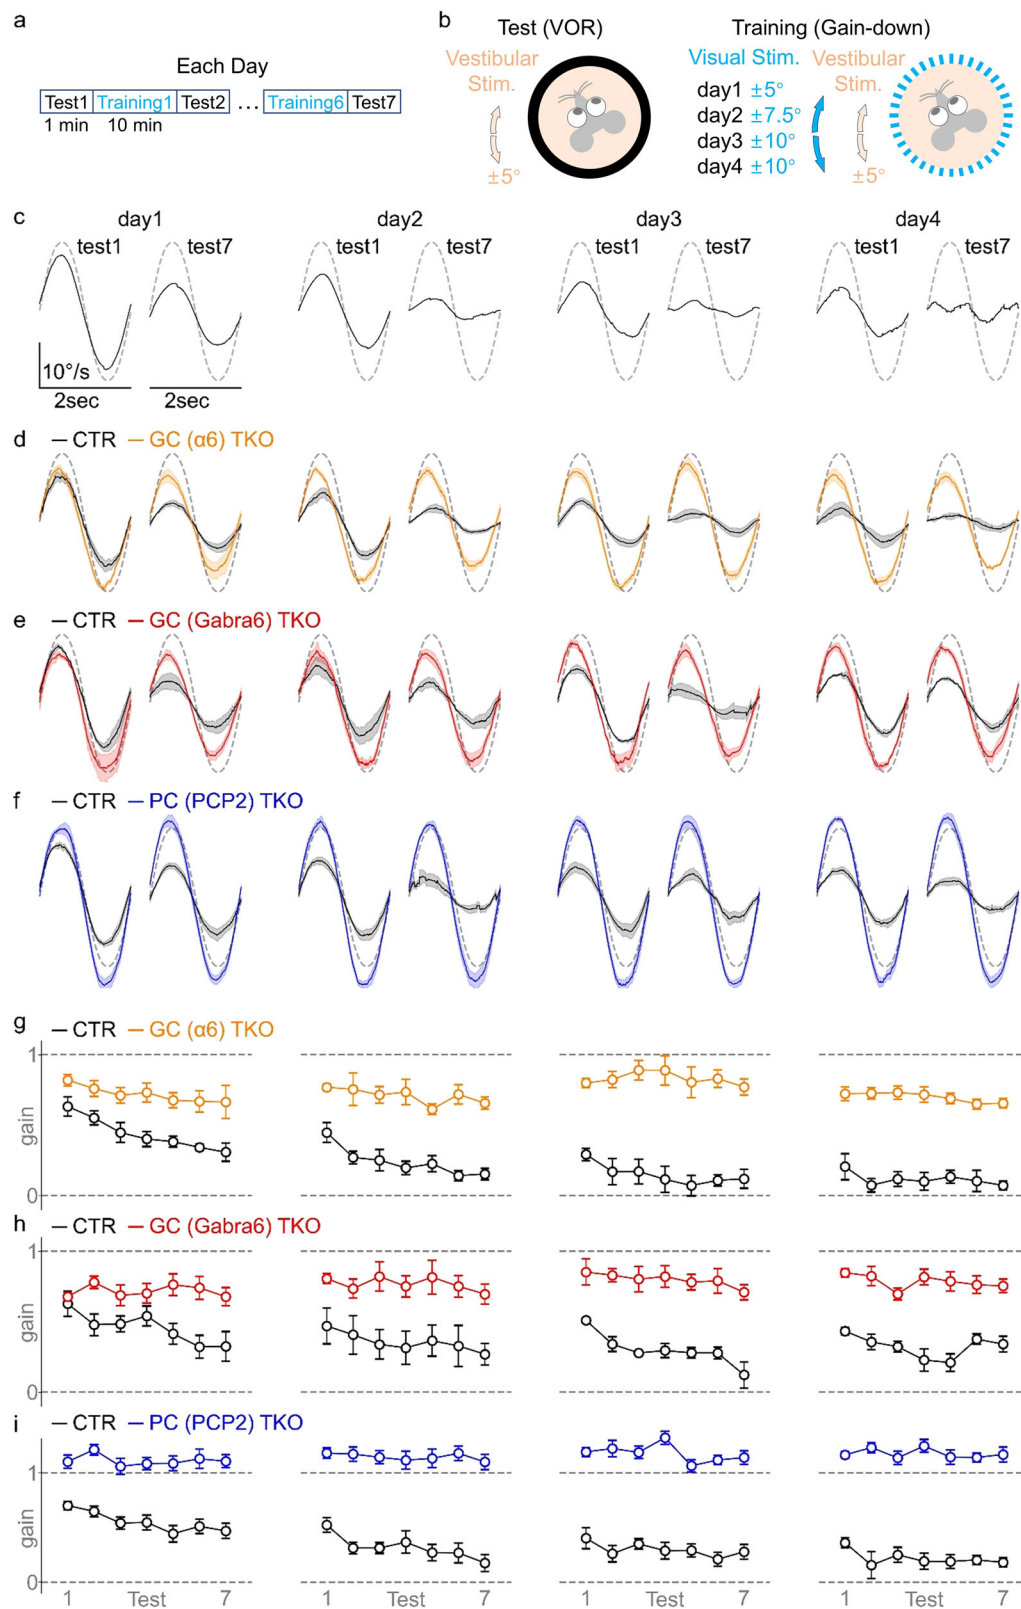 a
Each Day
Test1 Training1 Test2 ... Training6 Test7
1 min 10 min
b
Test (VOR)
Vestibular
Stim.
±5°
Training (Gain-down)
Visual Stim. Vestibular
Stim.
day1 ±5°
day2 ±7.5°
day3 ±10°
day4 ±10°
±5°
c
day1 day2 day3 day4
test1 test7 test1 test7 test1 test7 test1 test7
10°/s
2sec 2sec
d — CTR — GC (α6) TKO
e — CTR — GC (Gabra6) TKO
f — CTR — PC (PCP2) TKO
g — CTR — GC (α6) TKO
1
gain
0
h — CTR — GC (Gabra6) TKO
1
gain
0
i — CTR — PC (PCP2) TKO
1
gain
0
1 Test 7 1 Test 7 1 Test 7 1 Test 7